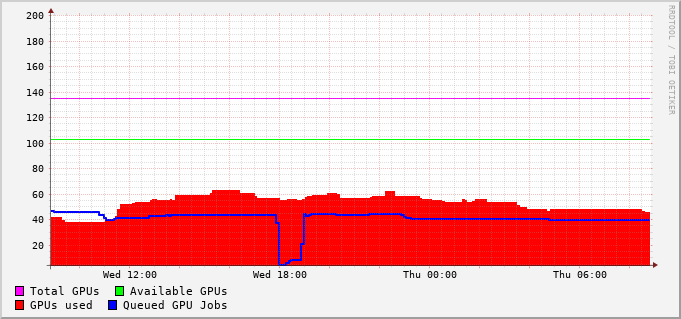 RRDTOOL / TOBI OETIKER
200
180
160
140
120
100
80
60
40
20
Wed 12:00 Wed 18:00 Thu 00:00 Thu 06:00
Total GPUs Available GPUs
GPUs used Queued GPU Jobs